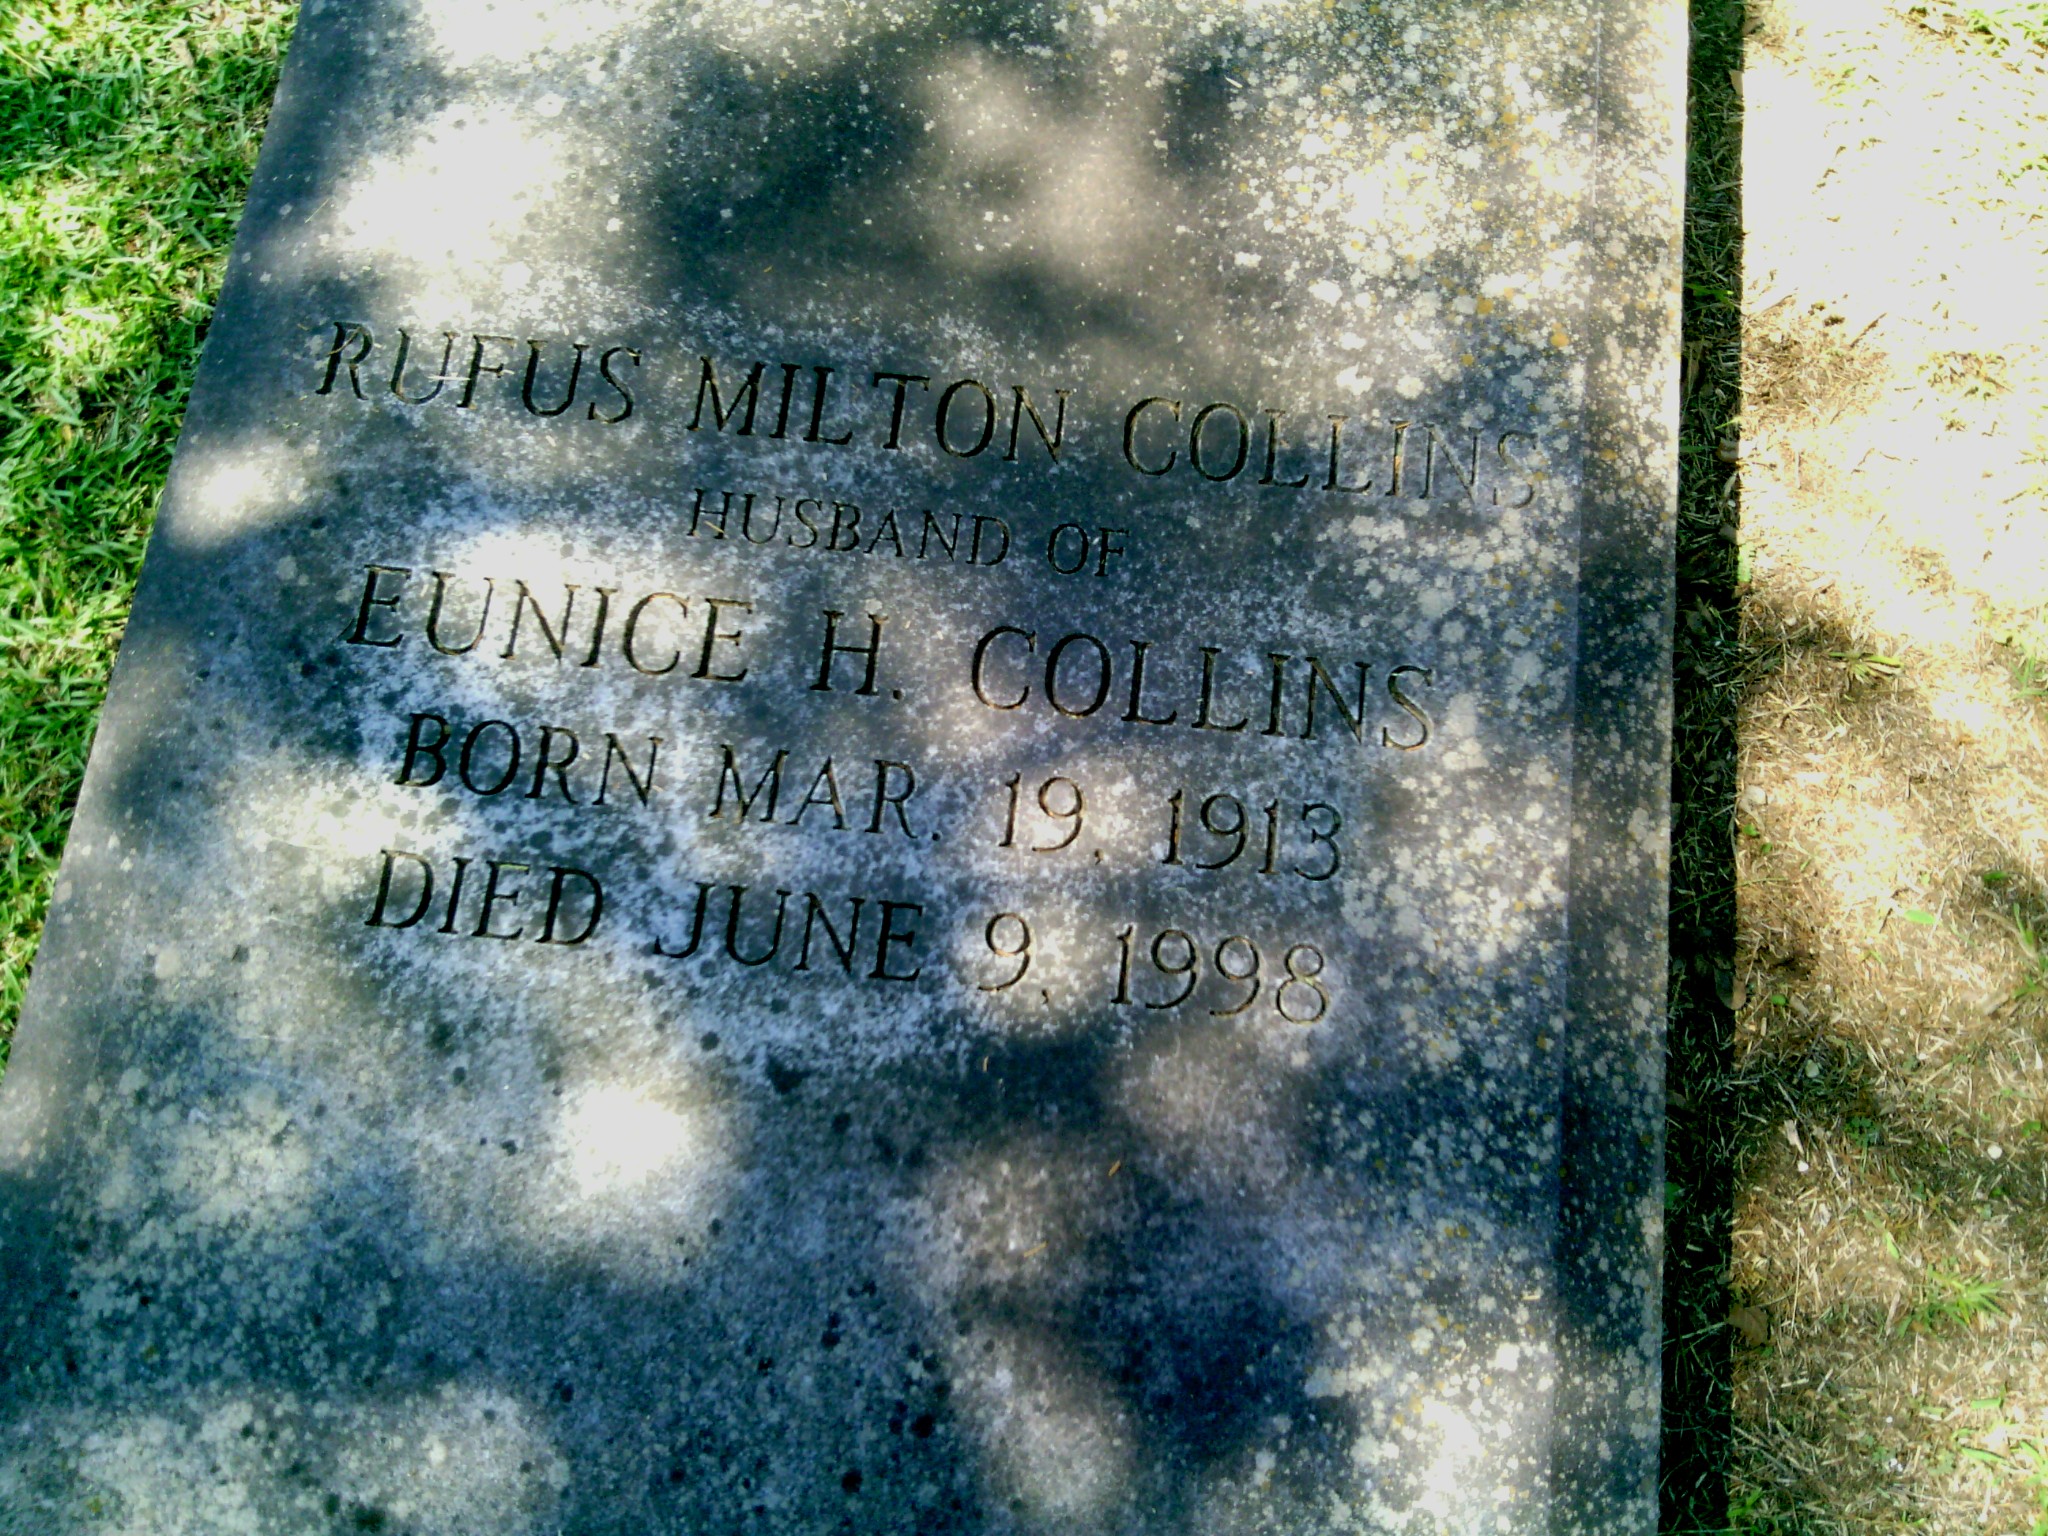 RUFUS MILTON COLLINS
HUSBAND OF
EUNICE H. COLLINS
BORN MAR. 19, 1913
DIED JUNE 9, 1998